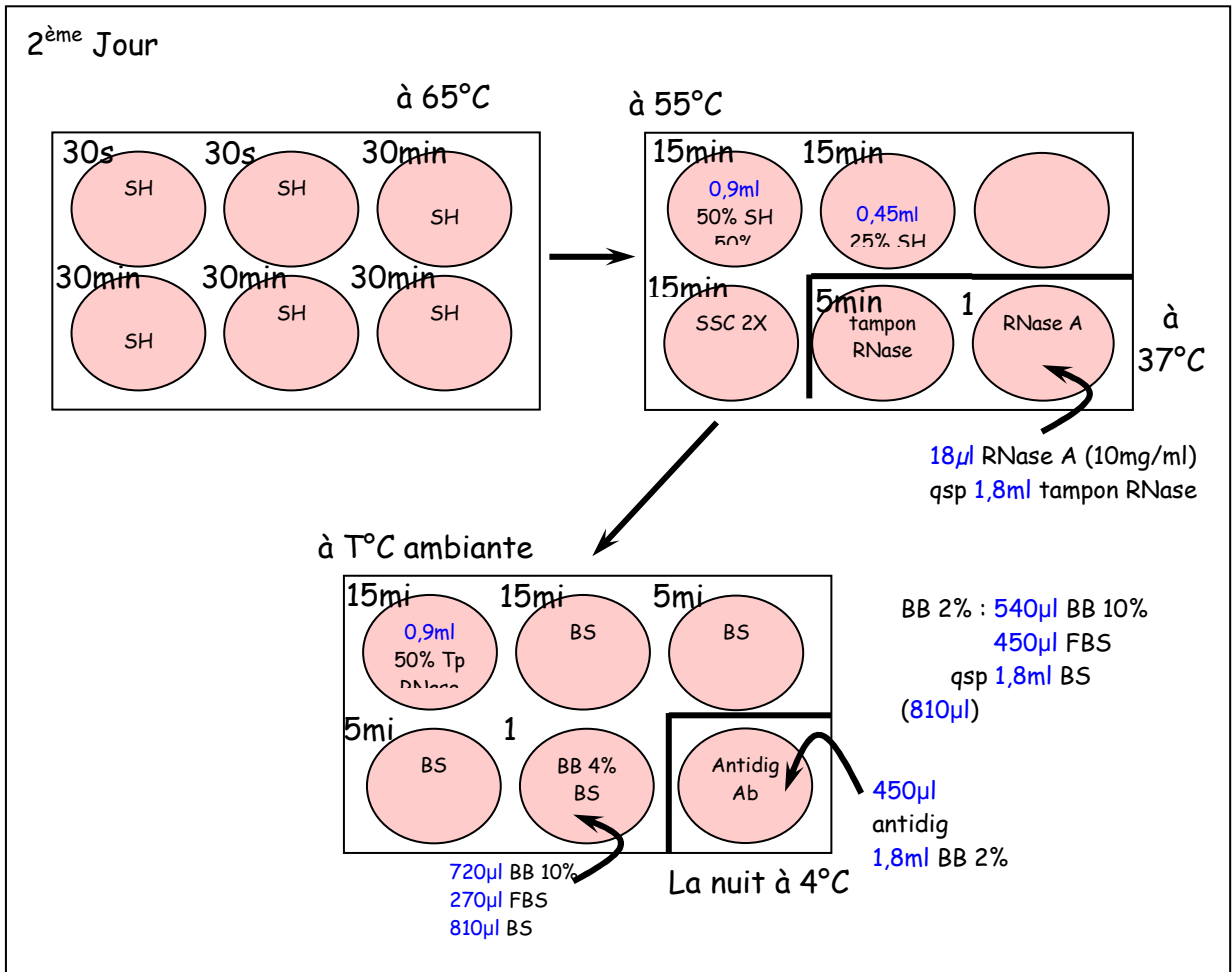 2ème Jour
à 65°C
30s
SH
30s
SH
30min
SH
30min
SH
30min
SH
30min
SH
à 55°C
15min
0,9ml
50% SH
50%
15min
0,45ml
25% SH
15min
SSC 2X
5min
tampon
RNase
1
RNase A
à
37°C
18µl RNase A (10mg/ml)
qsp 1,8ml tampon RNase
à T°C ambiante
15mi
0,9ml
50% Tp
RNase
15mi
BS
5mi
BS
5mi
BS
1
BB 4%
BS
Antidig
Ab
720µl BB 10%
270µl FBS
810µl BS
La nuit à 4°C
BB 2% : 540µl BB 10%
450µl FBS
qsp 1,8ml BS
(810µl)
450µl
antidig
1,8ml BB 2%